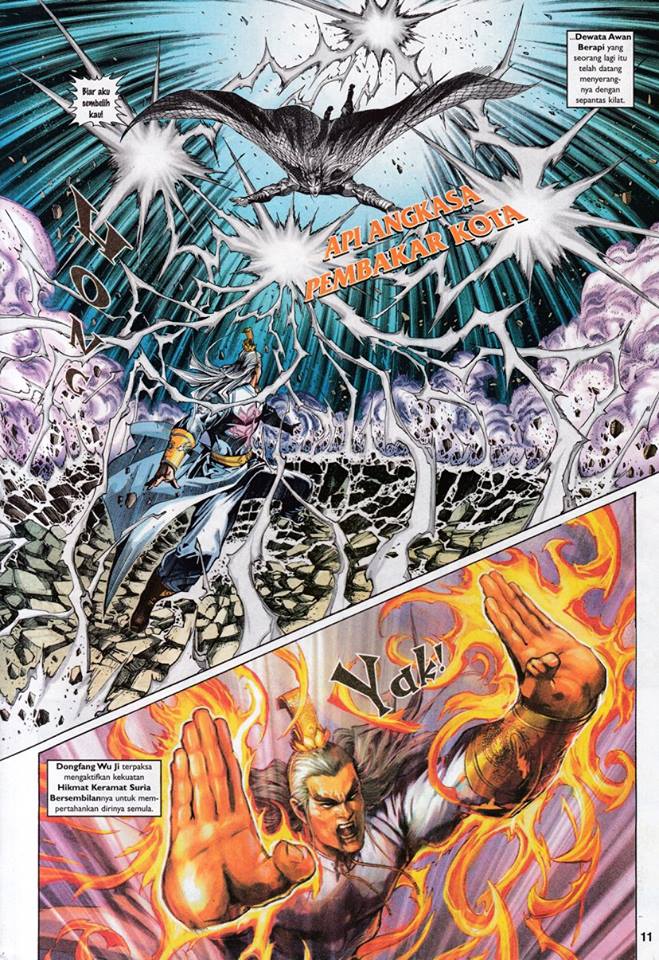 ...Dewata Awan
Berapi yang
seorang lagi itu
telah datang
menyerang-
nya dengan
sepantas kilat.
Biar aku
sembelih
kau!
API ANGKASA
PEMBAKAR KOTA
HONG
Yak!
Dongfang Wu Ji terpaksa
mengaktifkan kekuatan
Hikmat Keramat Suria
Bersembilannya untuk mem-
pertahankan dirinya semula.
11